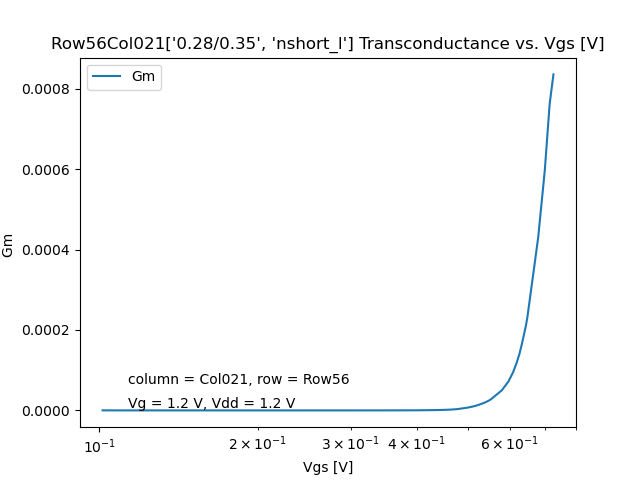 Row56Col021['0.28/0.35', 'nshort_l'] Transconductance vs. Vgs [V]
Gm
0.0008
0.0006
0.0004
0.0002
0.0000
Gm
column = Col021, row = Row56
Vg = 1.2 V, Vdd = 1.2 V
10⁻¹ 2 × 10⁻¹ 3 × 10⁻¹ 4 × 10⁻¹ 6 × 10⁻¹
Vgs [V]